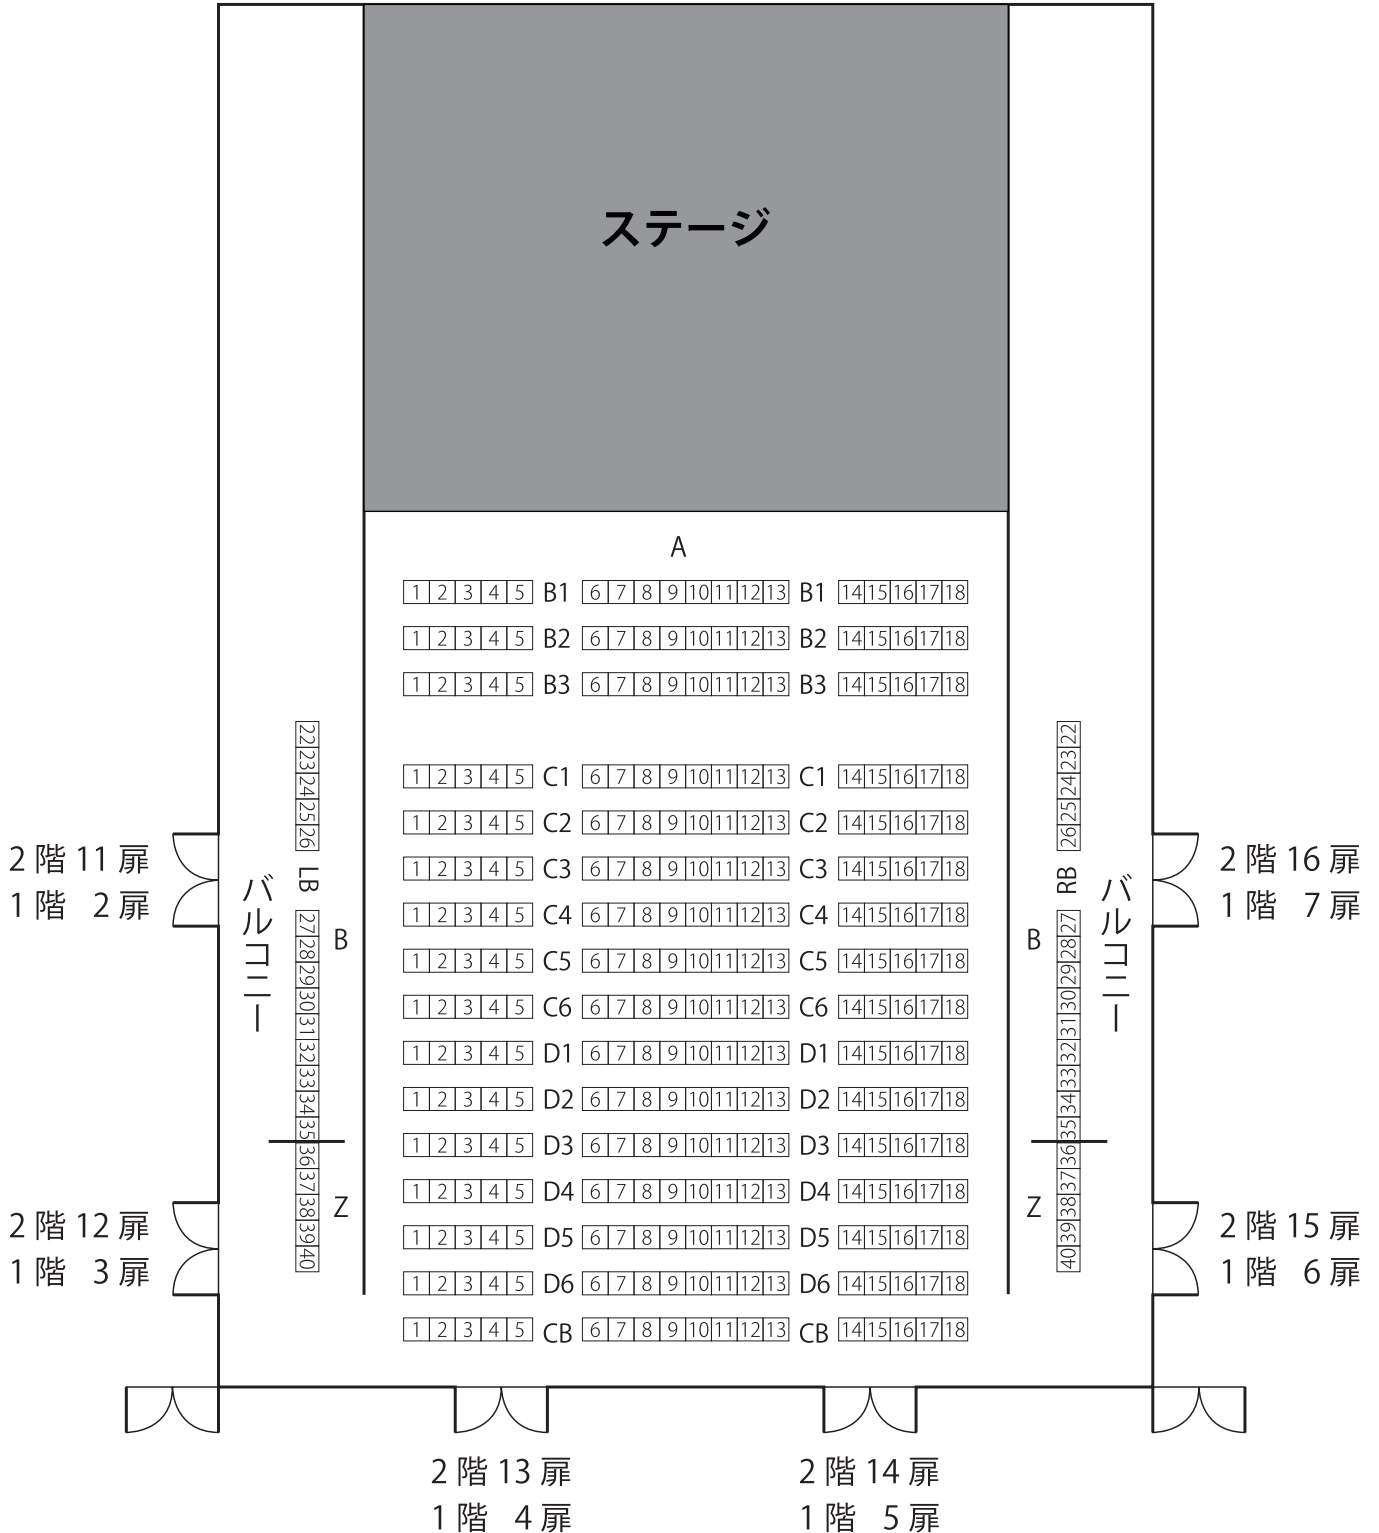 ステージ
A
1 2 3 4 5 B1 6 7 8 9 10 11 12 13 B1 14 15 16 17 18
1 2 3 4 5 B2 6 7 8 9 10 11 12 13 B2 14 15 16 17 18
1 2 3 4 5 B3 6 7 8 9 10 11 12 13 B3 14 15 16 17 18
1 2 3 4 5 C1 6 7 8 9 10 11 12 13 C1 14 15 16 17 18
1 2 3 4 5 C2 6 7 8 9 10 11 12 13 C2 14 15 16 17 18
1 2 3 4 5 C3 6 7 8 9 10 11 12 13 C3 14 15 16 17 18
1 2 3 4 5 C4 6 7 8 9 10 11 12 13 C4 14 15 16 17 18
1 2 3 4 5 C5 6 7 8 9 10 11 12 13 C5 14 15 16 17 18
1 2 3 4 5 C6 6 7 8 9 10 11 12 13 C6 14 15 16 17 18
1 2 3 4 5 D1 6 7 8 9 10 11 12 13 D1 14 15 16 17 18
1 2 3 4 5 D2 6 7 8 9 10 11 12 13 D2 14 15 16 17 18
1 2 3 4 5 D3 6 7 8 9 10 11 12 13 D3 14 15 16 17 18
1 2 3 4 5 D4 6 7 8 9 10 11 12 13 D4 14 15 16 17 18
1 2 3 4 5 D5 6 7 8 9 10 11 12 13 D5 14 15 16 17 18
1 2 3 4 5 D6 6 7 8 9 10 11 12 13 D6 14 15 16 17 18
1 2 3 4 5 CB 6 7 8 9 10 11 12 13 CB 14 15 16 17 18
22 23 24 25 26 LB 27 28 29 30 31 32 33 34 35 36 37 38 39 40
バルコニー
B
Z
22 23 24 25 26 RB 27 28 29 30 31 32 33 34 35 36 37 38 39 40
バルコニー
B
Z
2 階 11 扉
1 階 2 扉
2 階 12 扉
1 階 3 扉
2 階 16 扉
1 階 7 扉
2 階 15 扉
1 階 6 扉
2 階 13 扉
1 階 4 扉
2 階 14 扉
1 階 5 扉